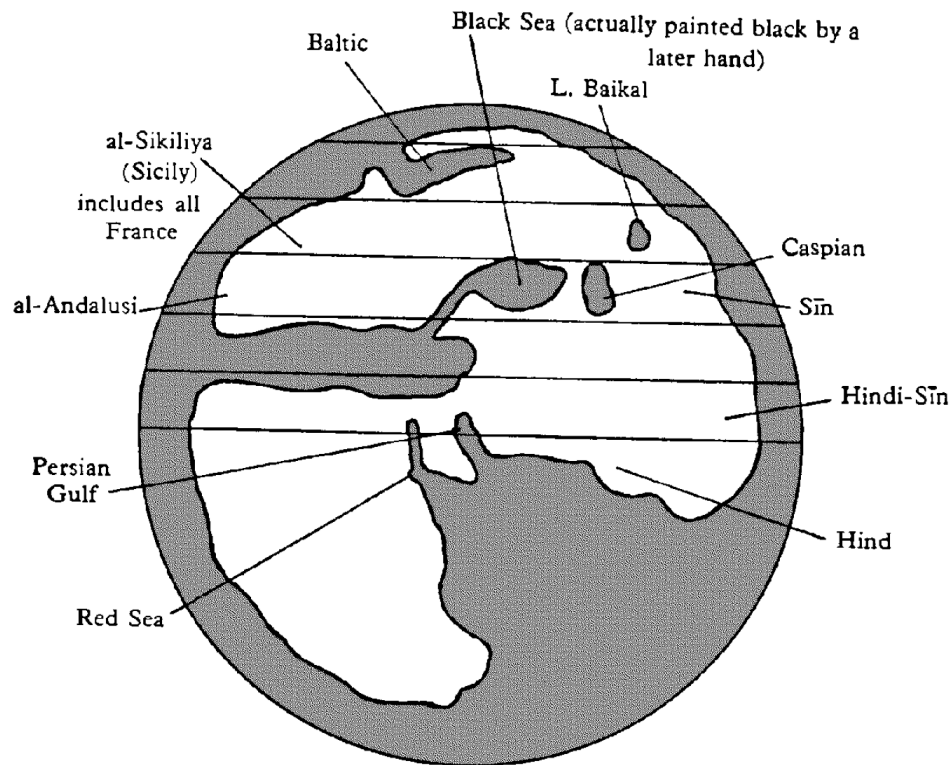 Black Sea (actually painted black by a
later hand)
Baltic
L. Baikal
al-Sikiliya
(Sicily)
includes all
France
Caspian
al-Andalusi
Sīn
Hindi-Sīn
Persian
Gulf
Hind
Red Sea